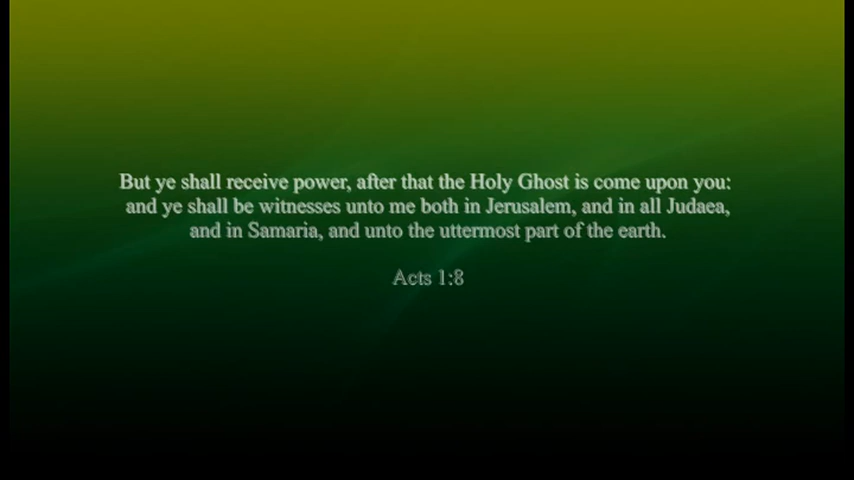 But ye shall receive power, after that the Holy Ghost is come upon you:
and ye shall be witnesses unto me both in Jerusalem, and in all Judaea,
and in Samaria, and unto the uttermost part of the earth.
Acts 1:8